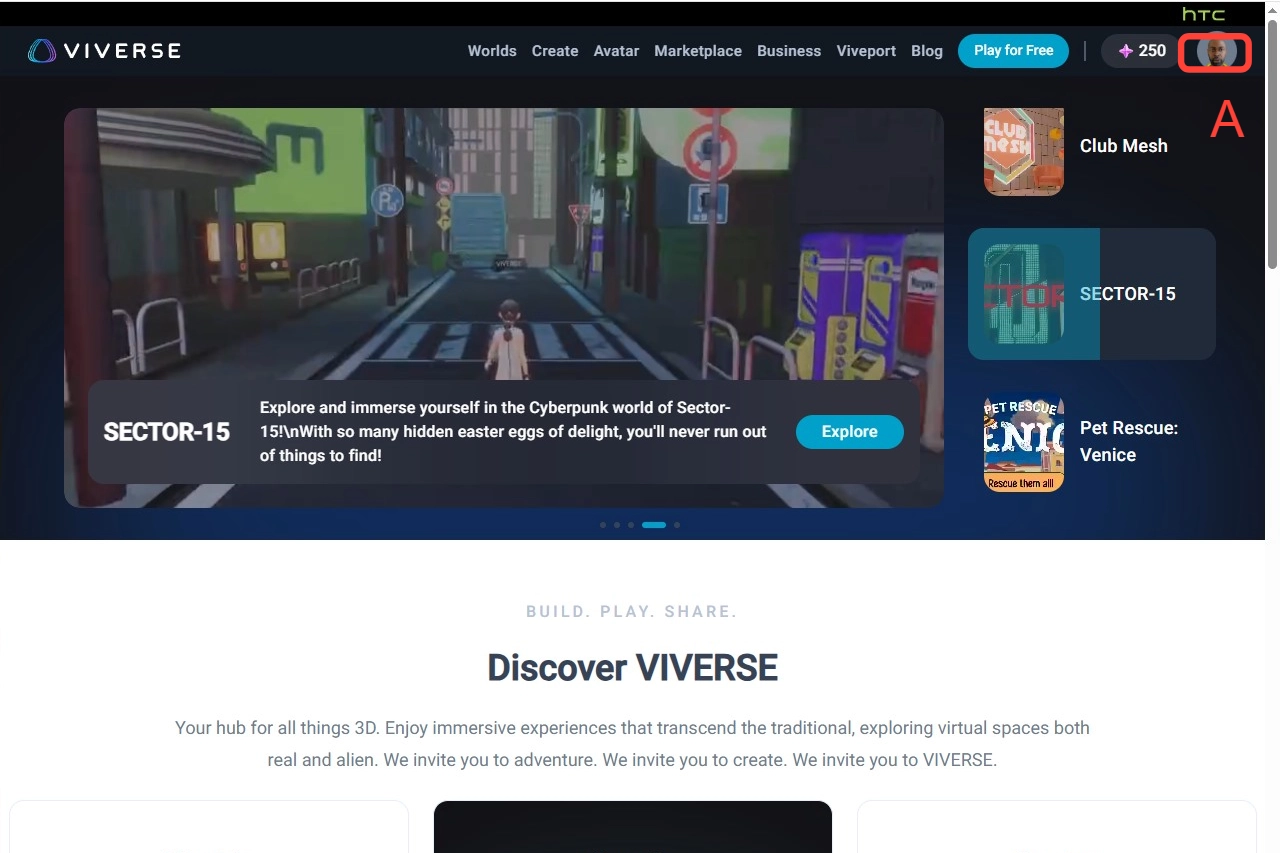 hTC
VIVERSE
Worlds Create Avatar Marketplace Business Viveport Blog Play for Free 250
A
CLUB
MESH
Club Mesh
CTOR
SECTOR-15
PET RESCUE
ENIC
Rescue them all!
Pet Rescue:
Venice
SECTOR-15
Explore and immerse yourself in the Cyberpunk world of Sector-
15!\nWith so many hidden easter eggs of delight, you'll never run out
of things to find!
Explore
BUILD. PLAY. SHARE.
Discover VIVERSE
Your hub for all things 3D. Enjoy immersive experiences that transcend the traditional, exploring virtual spaces both
real and alien. We invite you to adventure. We invite you to create. We invite you to VIVERSE.